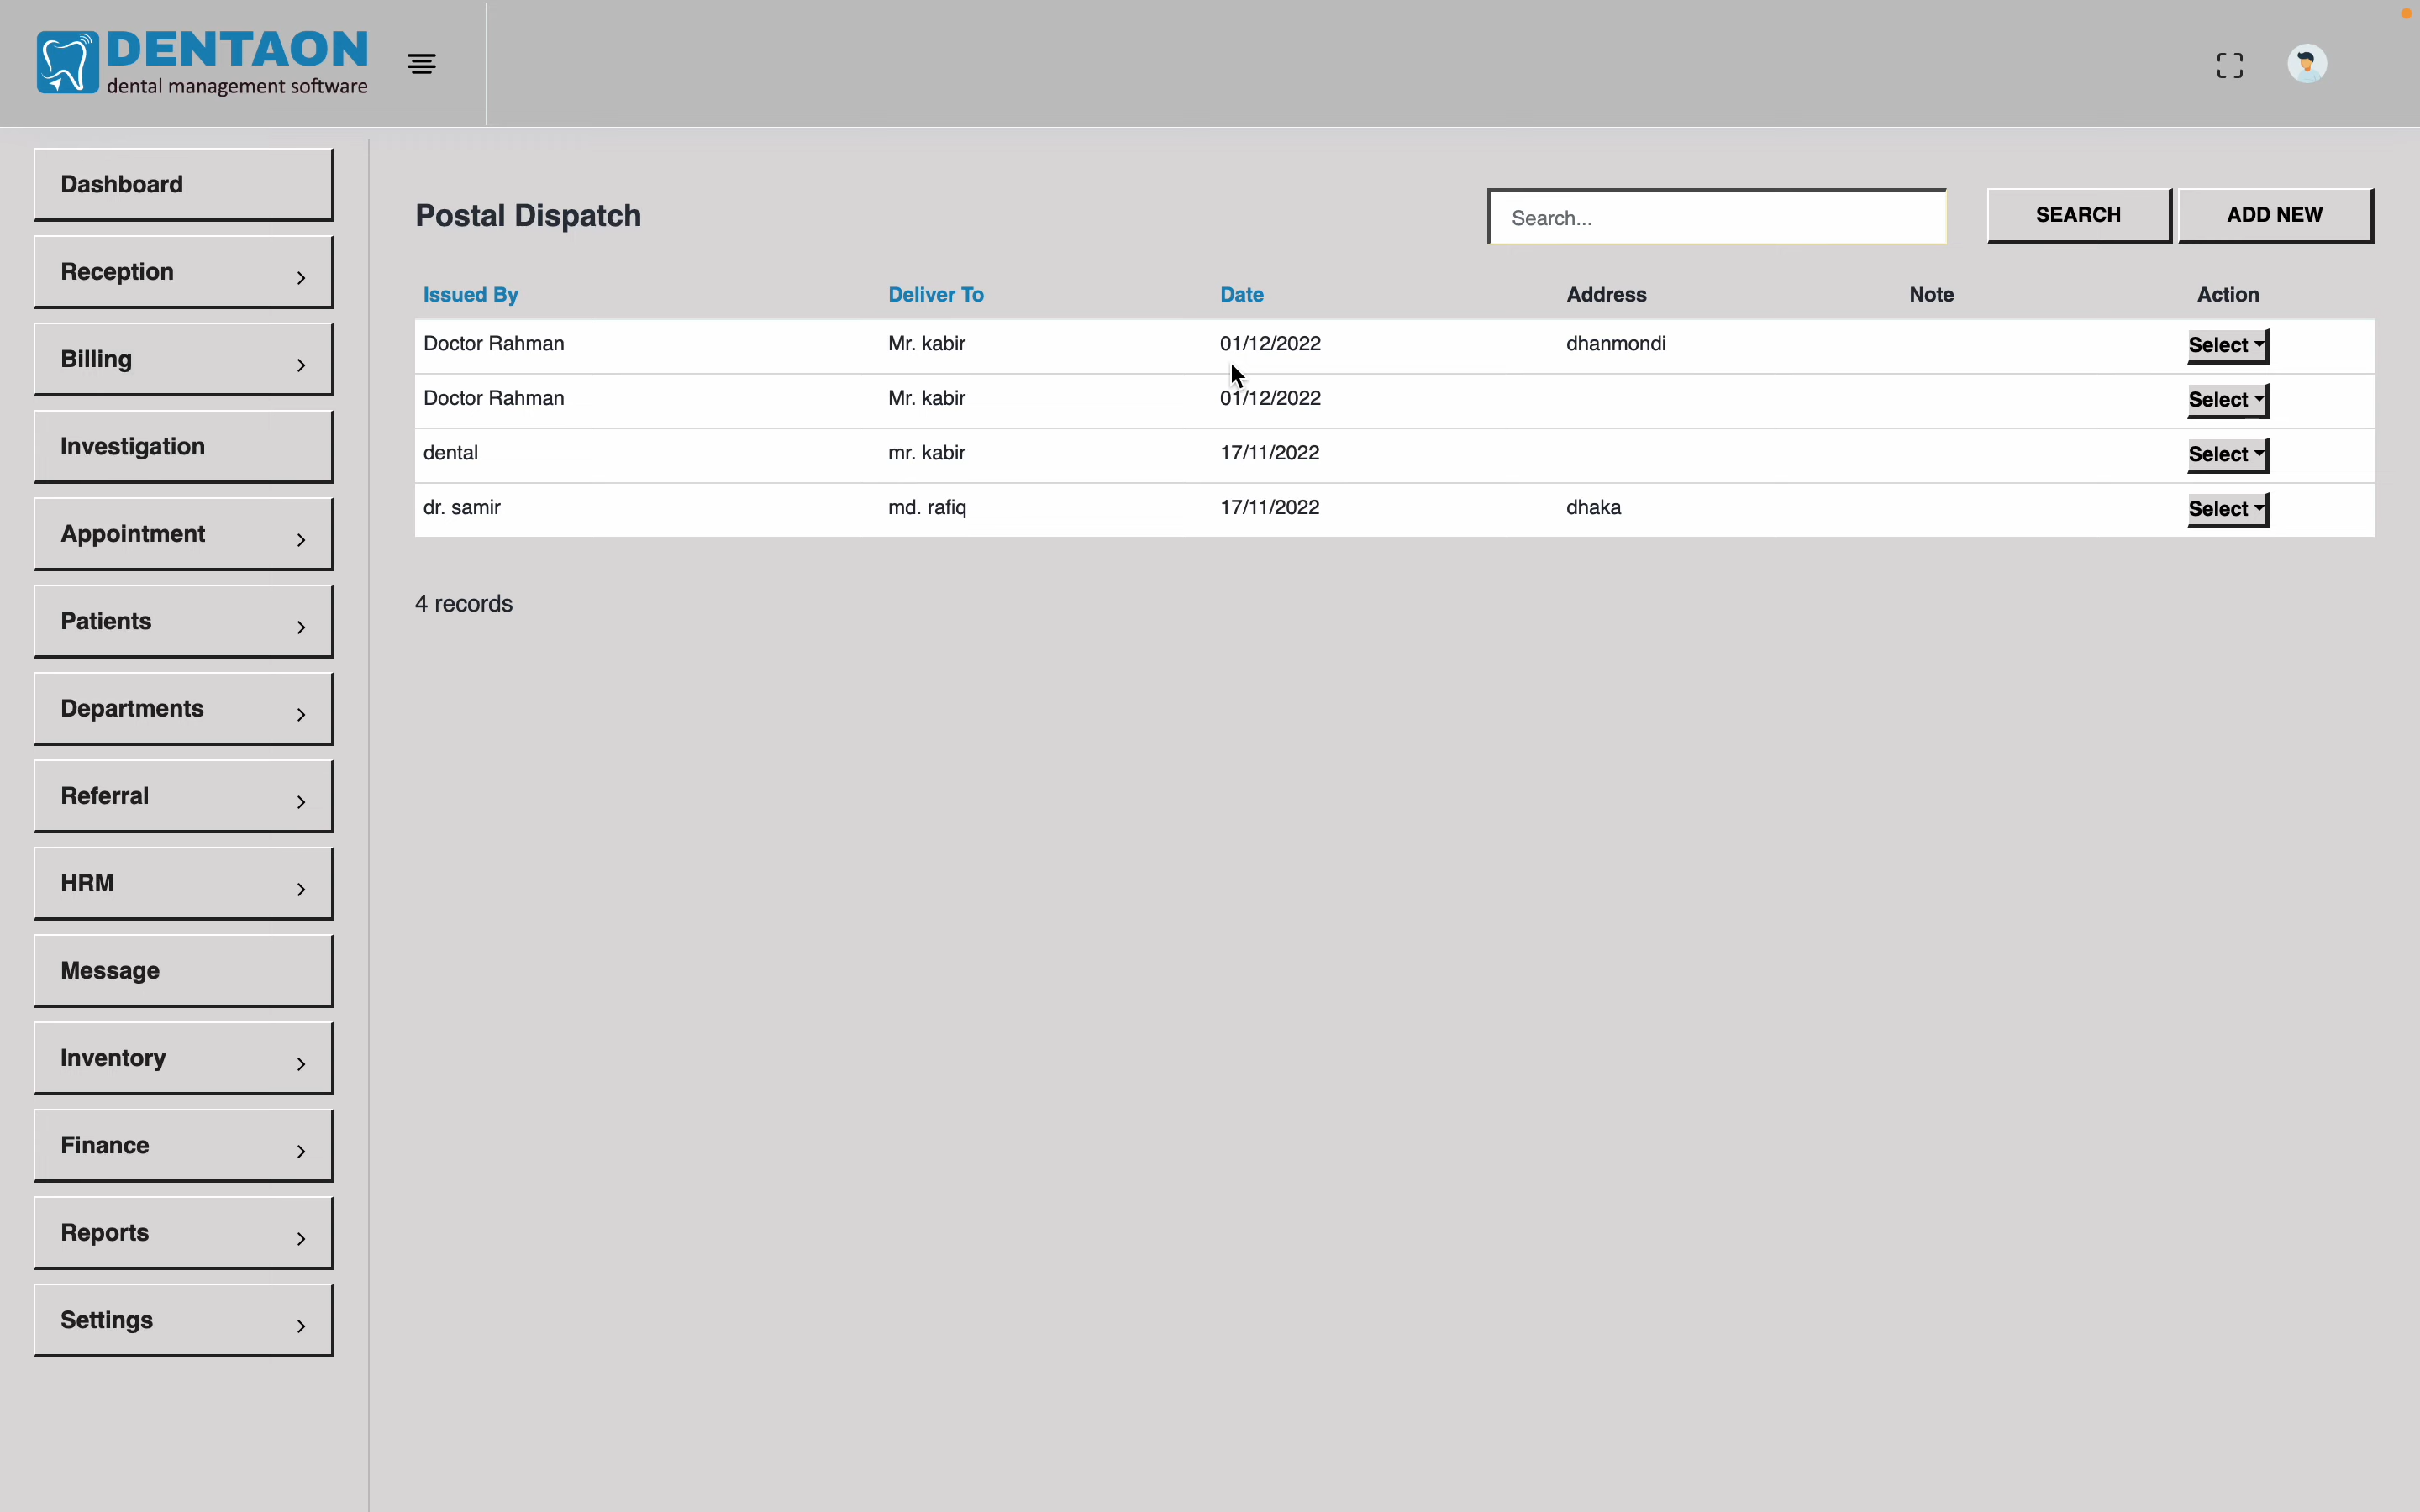 DENTAON
dental management software
Dashboard
Reception
Billing
Investigation
Appointment
Patients
Departments
Referral
HRM
Message
Inventory
Finance
Reports
Settings
Postal Dispatch
Search...
SEARCH
ADD NEW
Issued By Deliver To Date Address Note Action
Doctor Rahman Mr. kabir 01/12/2022 dhanmondi Select
Doctor Rahman Mr. kabir 01/12/2022 Select
dental mr. kabir 17/11/2022 Select
dr. samir md. rafiq 17/11/2022 dhaka Select
4 records